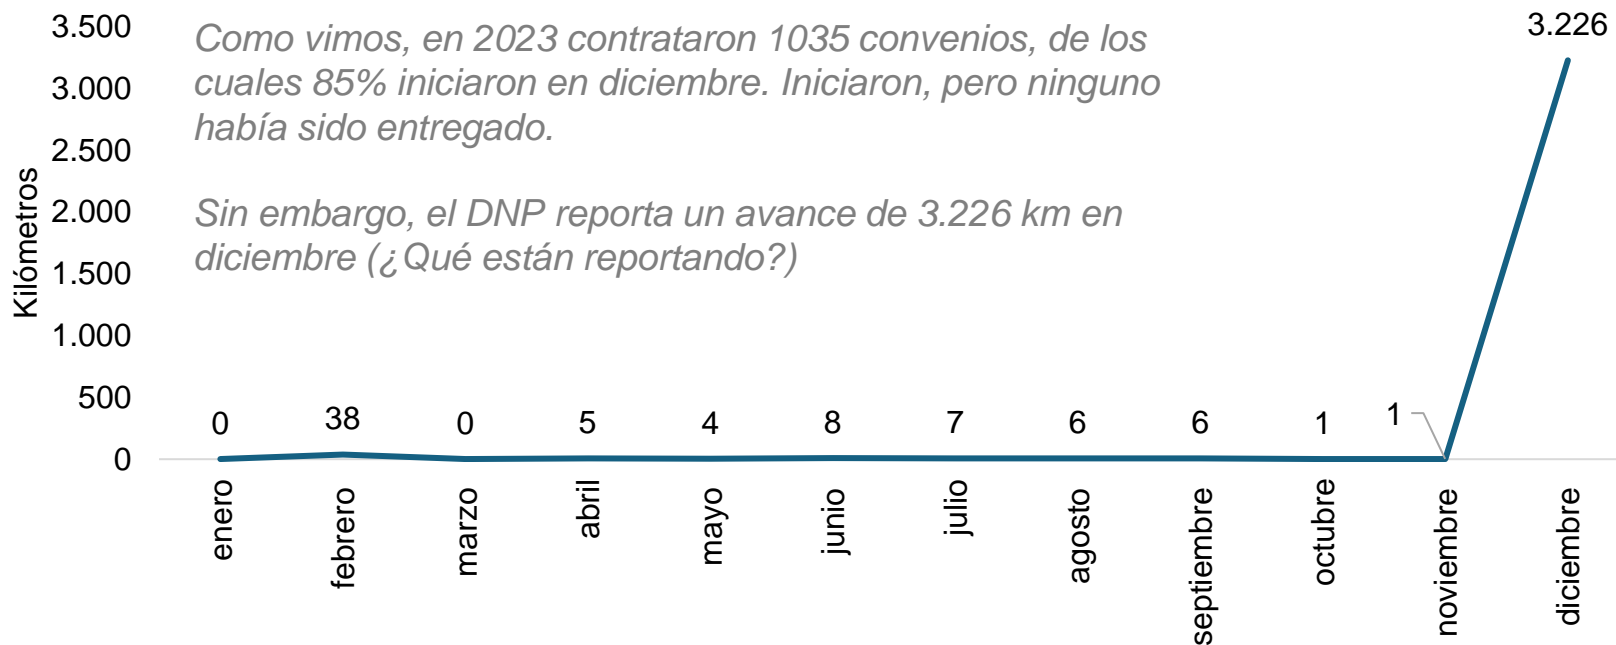 3.500
3.000
2.500
2.000
1.500
1.000
500
0
Kilómetros
Como vimos, en 2023 contrataron 1035 convenios, de los
cuales 85% iniciaron en diciembre. Iniciaron, pero ninguno
había sido entregado.
Sin embargo, el DNP reporta un avance de 3.226 km en
diciembre (¿Qué están reportando?)
0
38
0
5
4
8
7
6
6
1
1
3.226
enero
febrero
marzo
abril
mayo
junio
julio
agosto
septiembre
octubre
noviembre
diciembre